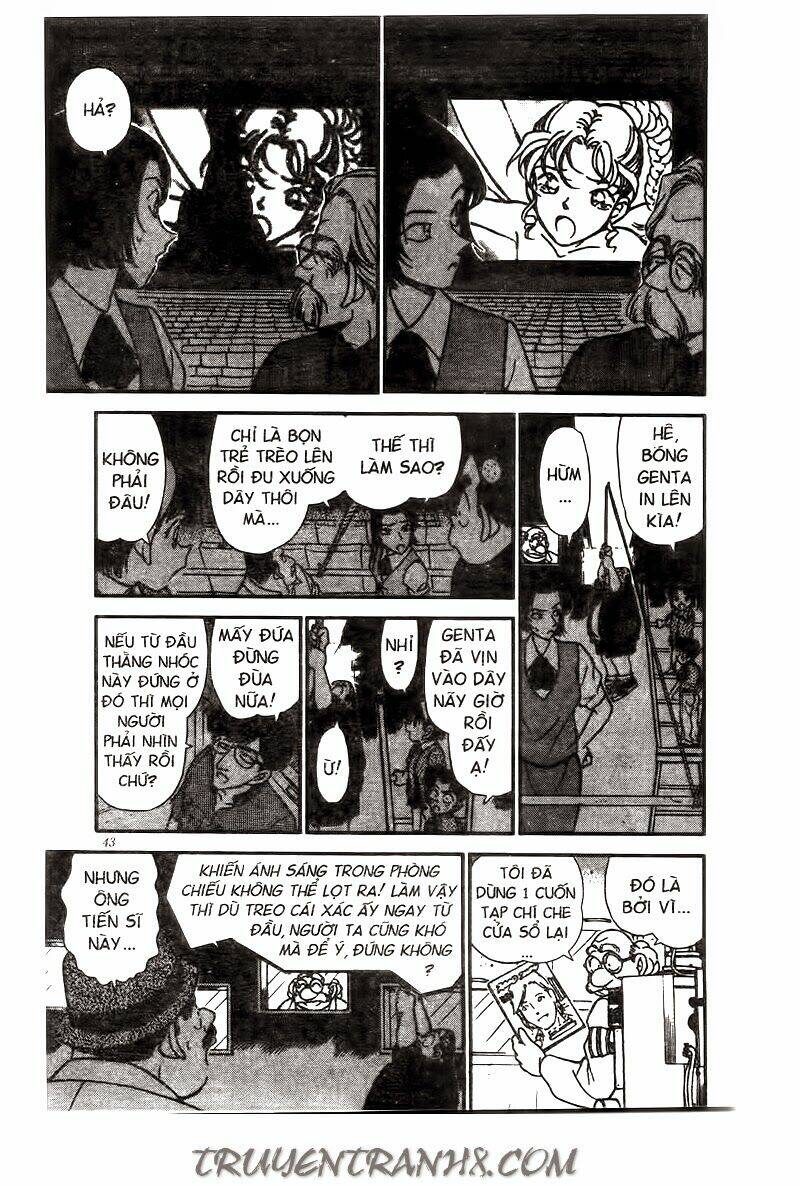 HẢ?
HÊ,
BÓNG
GENTA
IN LÊN
KÌA!
HỪM
...
THẾ THÌ
LÀM SAO?
CHỈ LÀ BỌN
TRẺ TRÈO LÊN
RỒI ĐU XUỐNG
DÂY THÔI
MÀ...
KHÔNG
PHẢI
ĐÂU!
GENTA
ĐÃ VỊN
VÀO DÂY
NÃY GIỜ
RỒI
ĐẤY
Ạ!
NHỈ
?
Ừ!
MẤY ĐỨA
ĐỪNG
ĐÙA
NỮA!
NẾU TỪ ĐẦU
THẰNG NHÓC
NÀY ĐỨNG Ở
ĐÓ THÌ MỌI
NGƯỜI
PHẢI NHÌN
THẤY RỒI
CHỨ?
43
ĐÓ LÀ
BỞI VÌ...
TÔI ĐÃ
DÙNG 1 CUỐN
TẠP CHÍ CHE
CỬA SỔ LẠI
...
KHIẾN ÁNH SÁNG TRONG PHÒNG
CHIẾU KHÔNG THỂ LỌT RA! LÀM VẬY
THÌ DÙ TREO CÁI XÁC ẤY NGAY TỪ
ĐẦU, NGƯỜI TA CŨNG KHÓ
MÀ ĐỂ Ý, ĐÚNG KHÔNG
?
NHƯNG
ÔNG
TIẾN SĨ
NÀY...
TRUYENTRANH8.COM